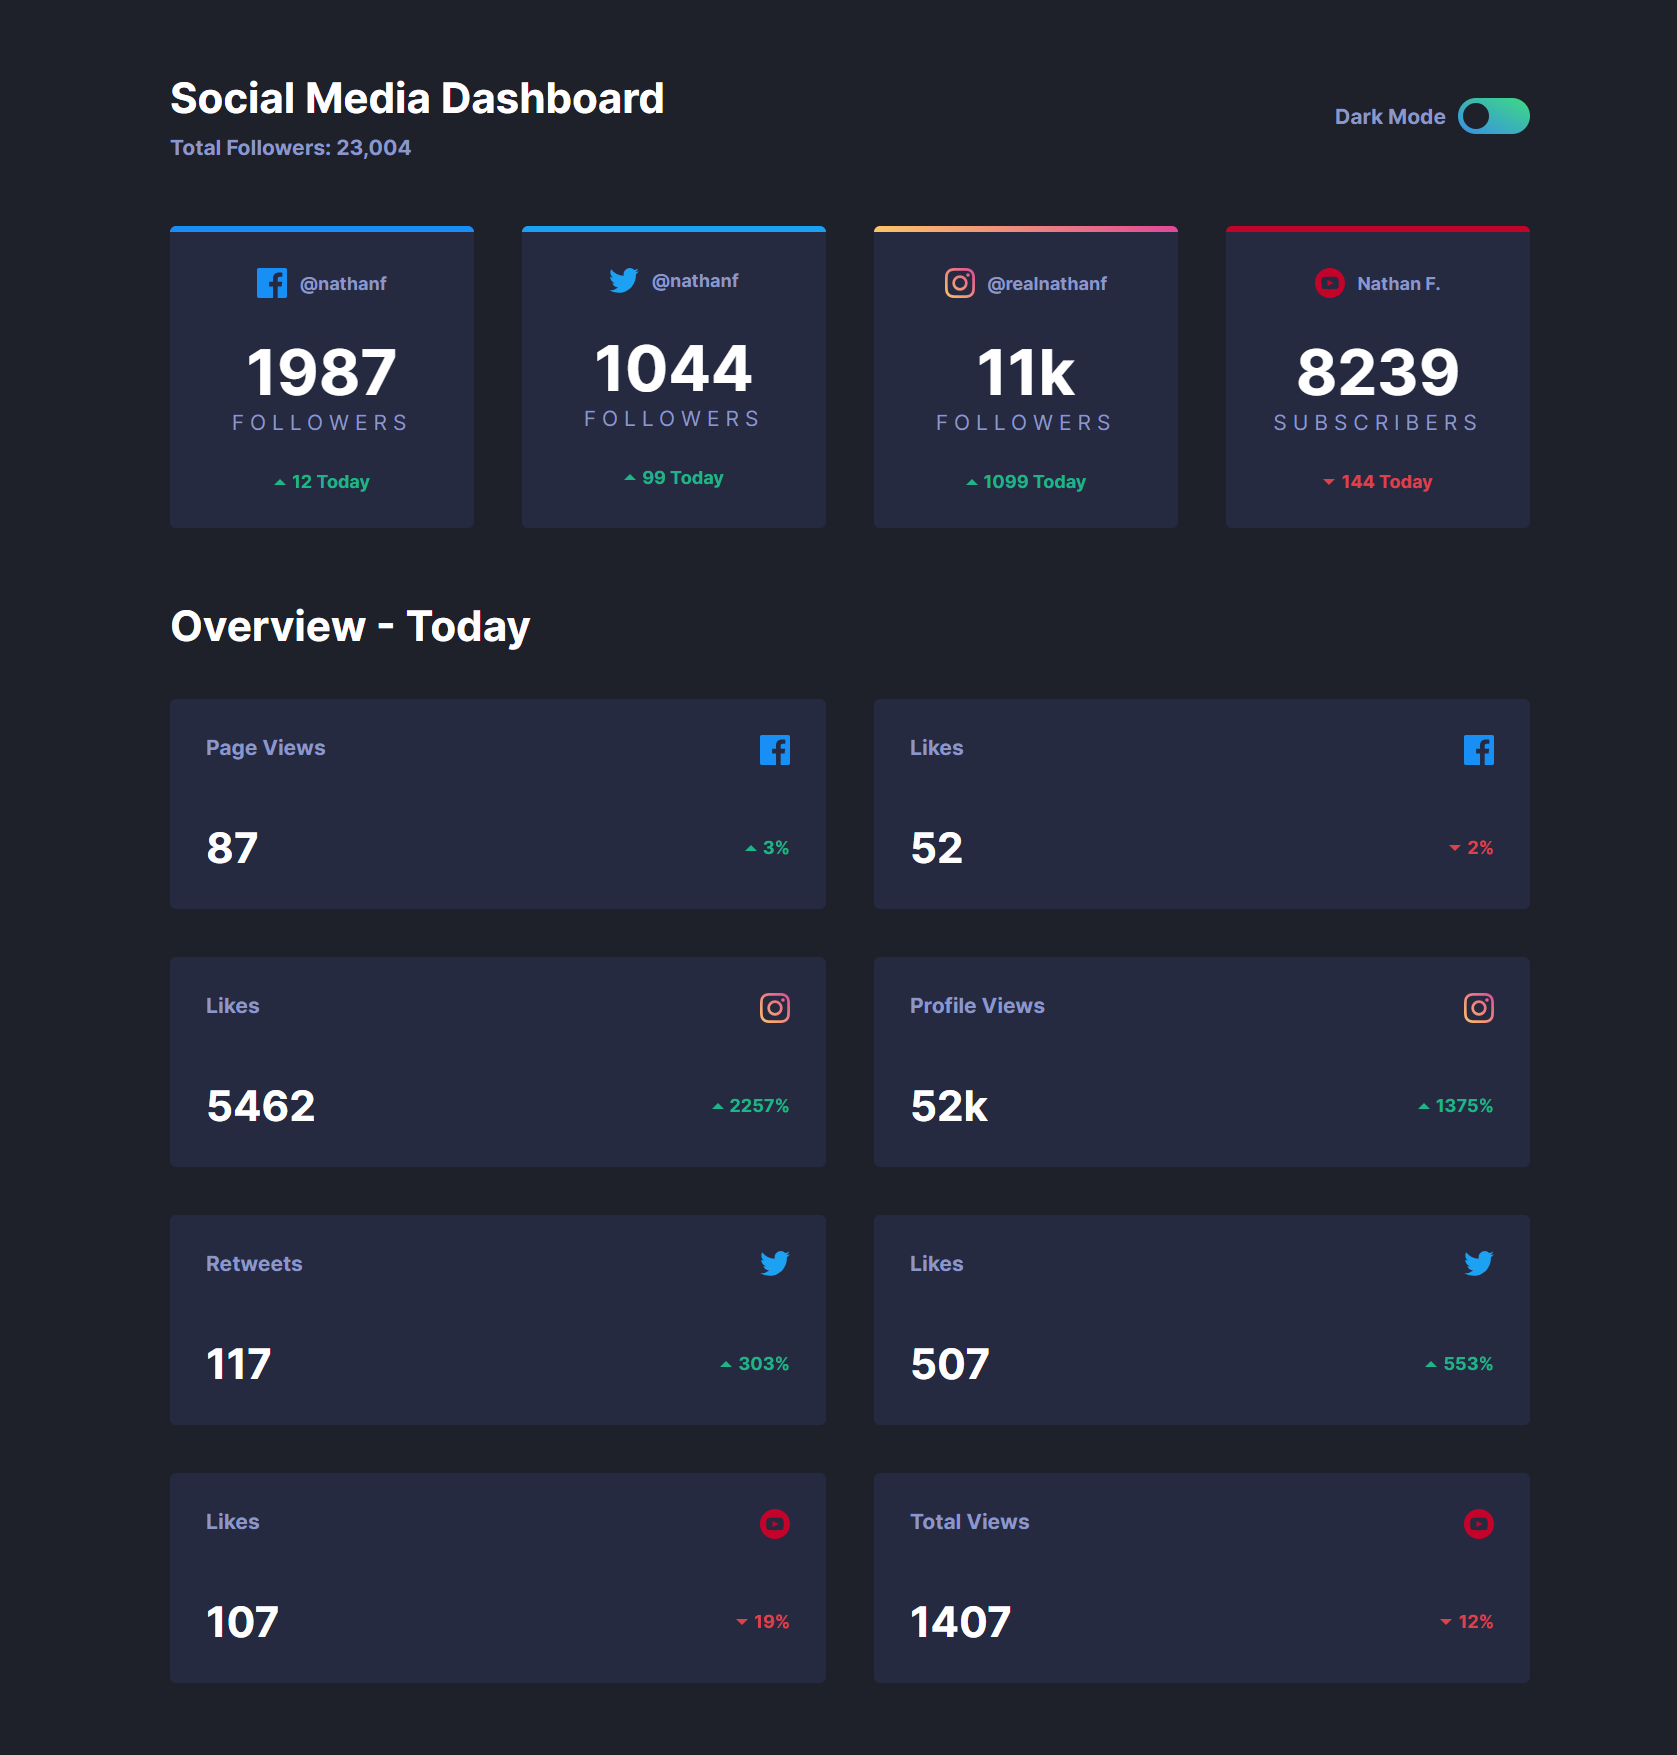 Social Media Dashboard
Total Followers: 23,004
Dark Mode
@nathanf
1987
FOLLOWERS
12 Today
@nathanf
1044
FOLLOWERS
99 Today
@realnathanf
11k
FOLLOWERS
1099 Today
Nathan F.
8239
SUBSCRIBERS
144 Today
Overview - Today
Page Views
87
3%
Likes
52
2%
Likes
5462
2257%
Profile Views
52k
1375%
Retweets
117
303%
Likes
507
553%
Likes
107
19%
Total Views
1407
12%